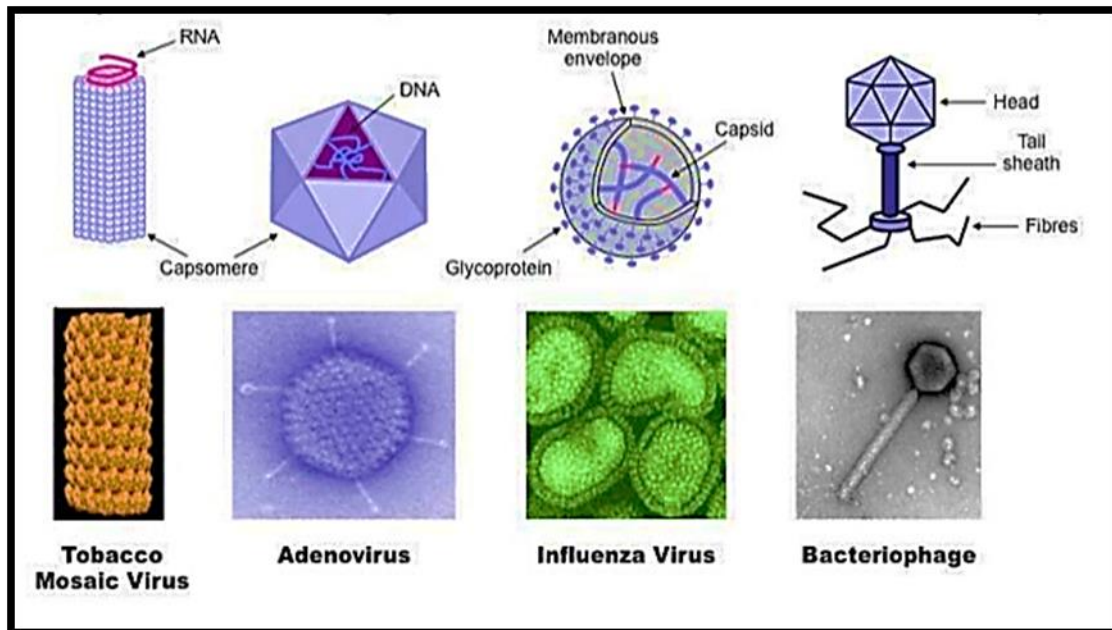 RNA
DNA
Capsomere
Membranous
envelope
Capsid
Glycoprotein
Head
Tail
sheath
Fibres
Tobacco
Mosaic Virus
Adenovirus
Influenza Virus
Bacteriophage